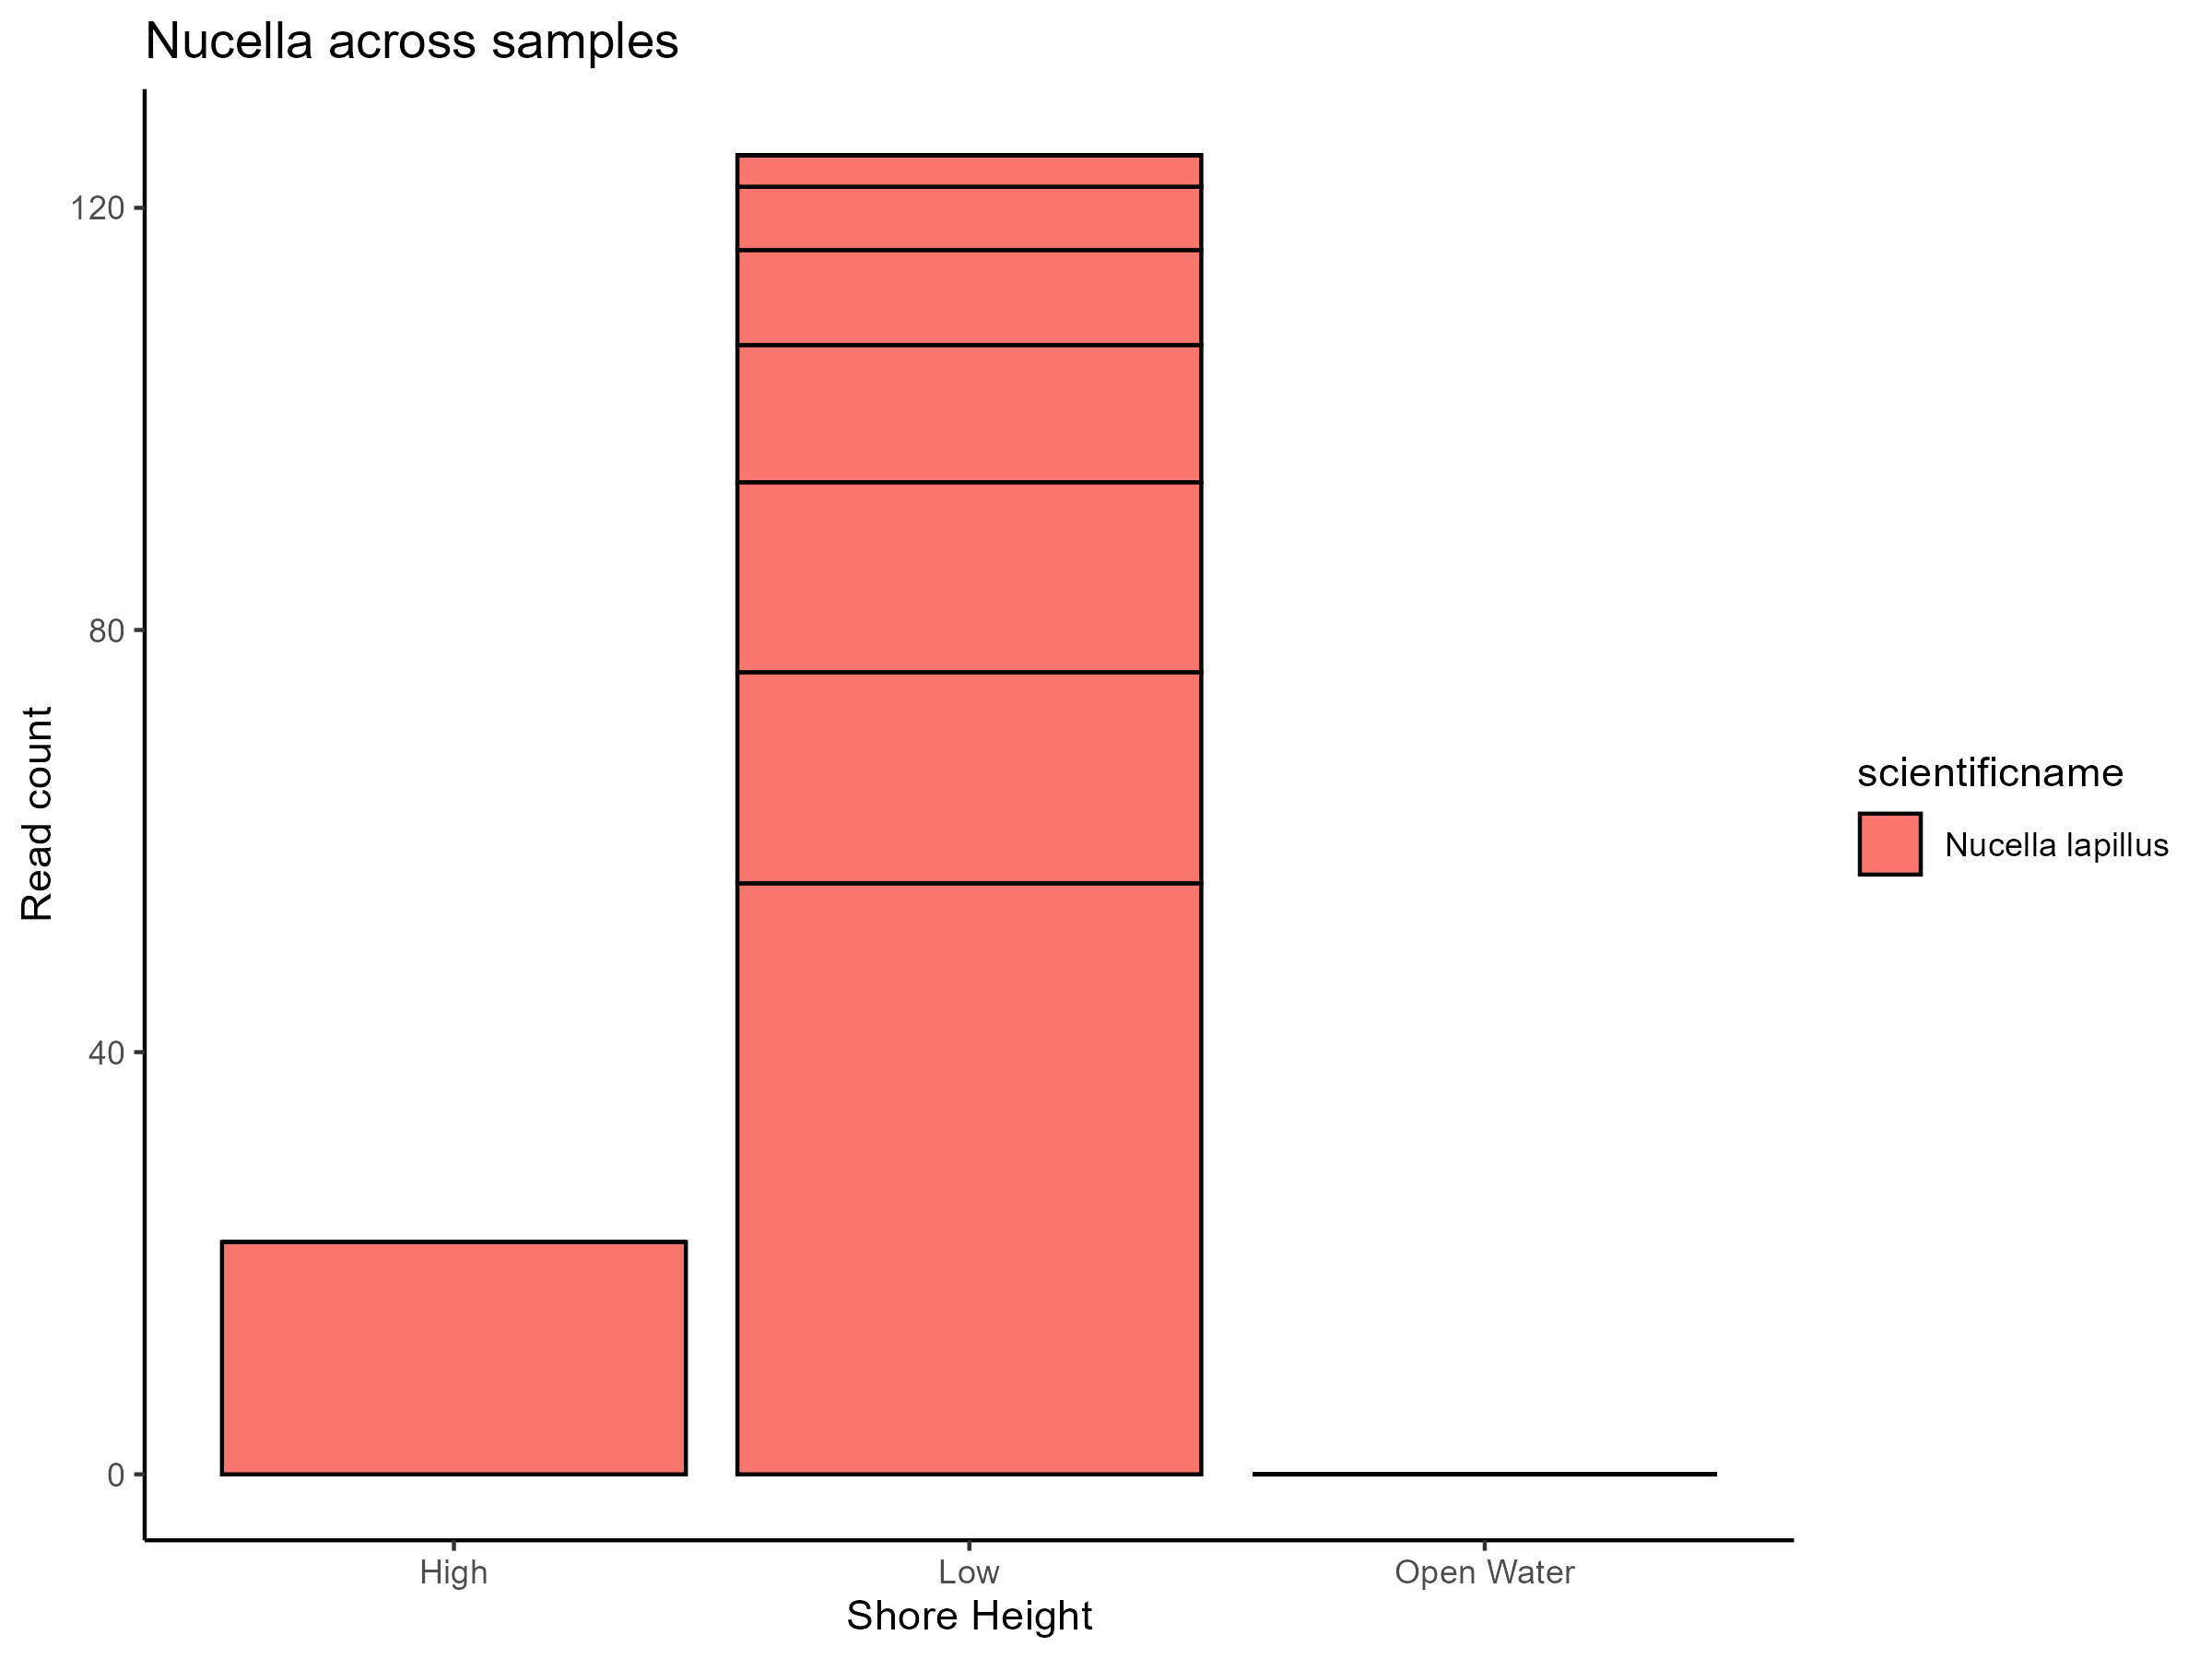 Nucella across samples
120
80
40
0
Read count
High
Low
Open Water
Shore Height
scientificname
Nucella lapillus